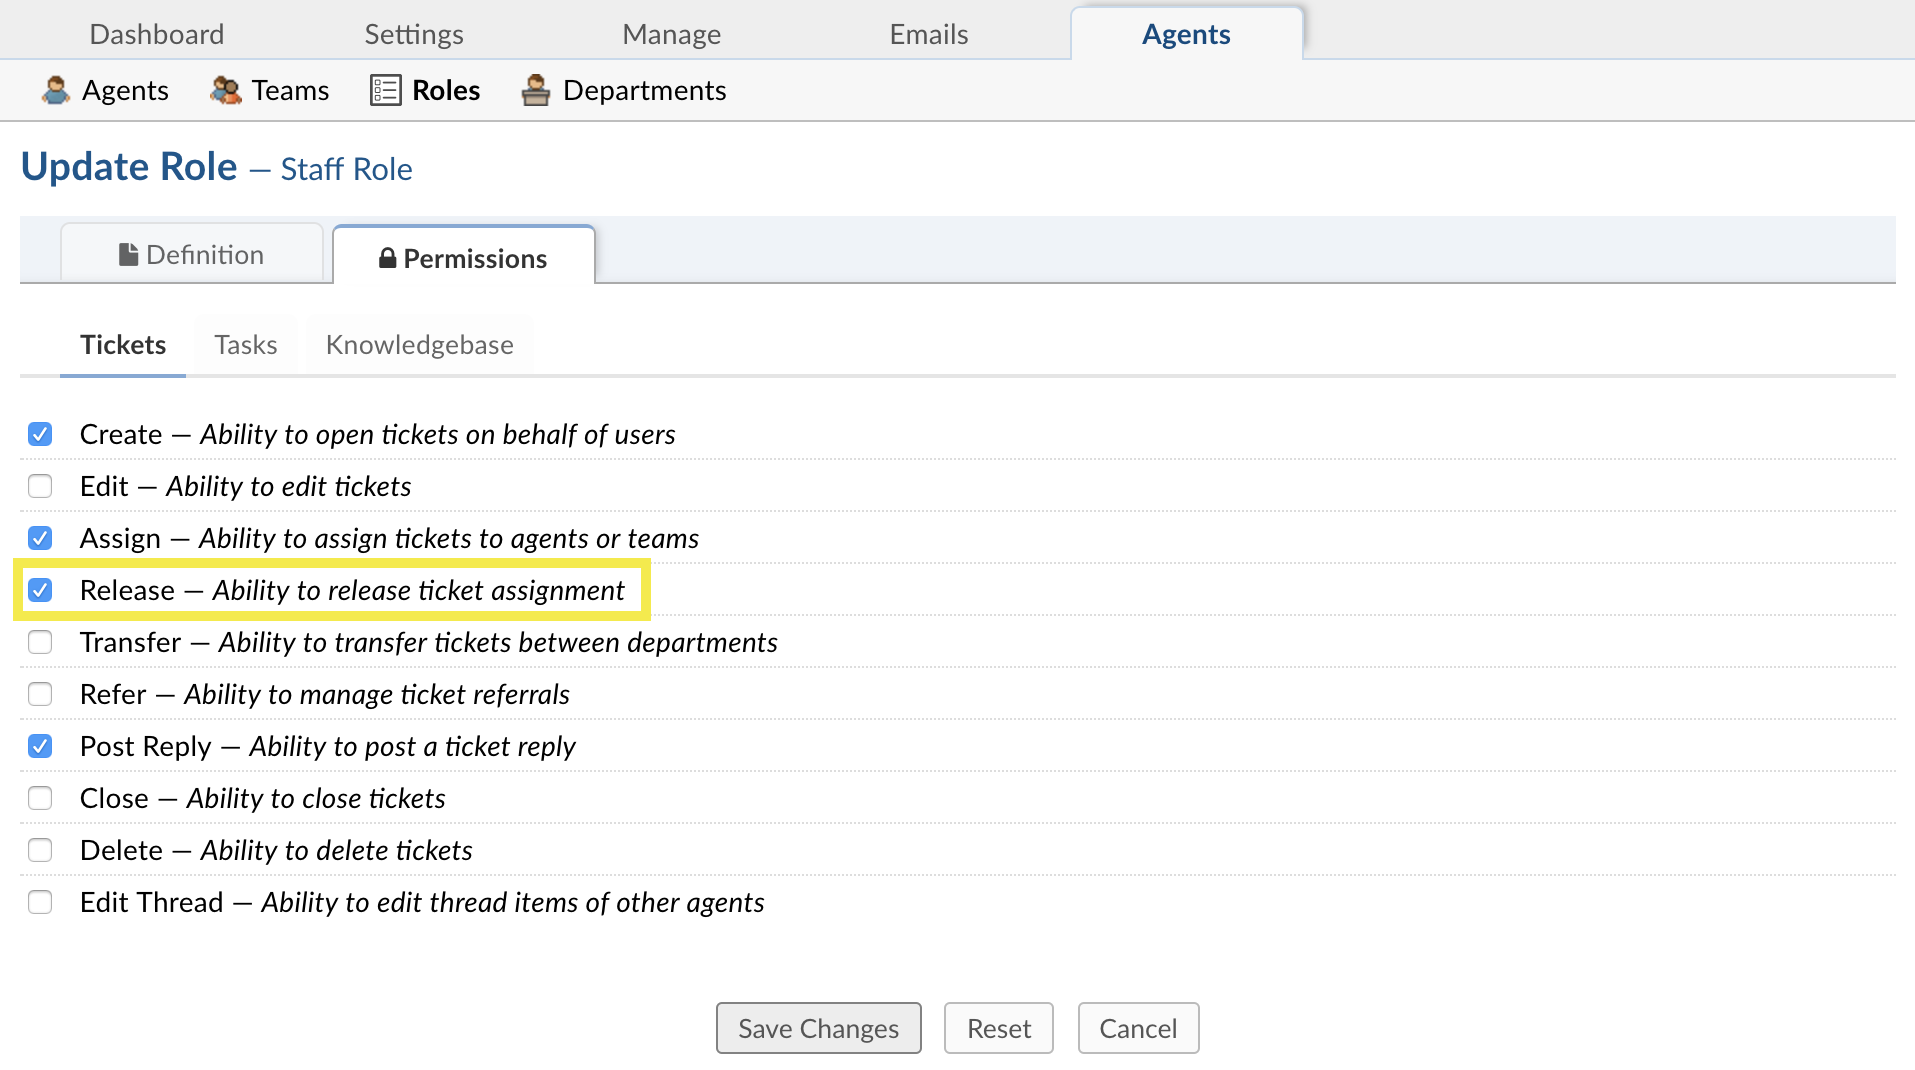 Dashboard Settings Manage Emails Agents
Agents Teams Roles Departments
Update Role — Staff Role
Definition Permissions
Tickets Tasks Knowledgebase
Create — Ability to open tickets on behalf of users
Edit — Ability to edit tickets
Assign — Ability to assign tickets to agents or teams
Release — Ability to release ticket assignment
Transfer — Ability to transfer tickets between departments
Refer — Ability to manage ticket referrals
Post Reply — Ability to post a ticket reply
Close — Ability to close tickets
Delete — Ability to delete tickets
Edit Thread — Ability to edit thread items of other agents
Save Changes Reset Cancel